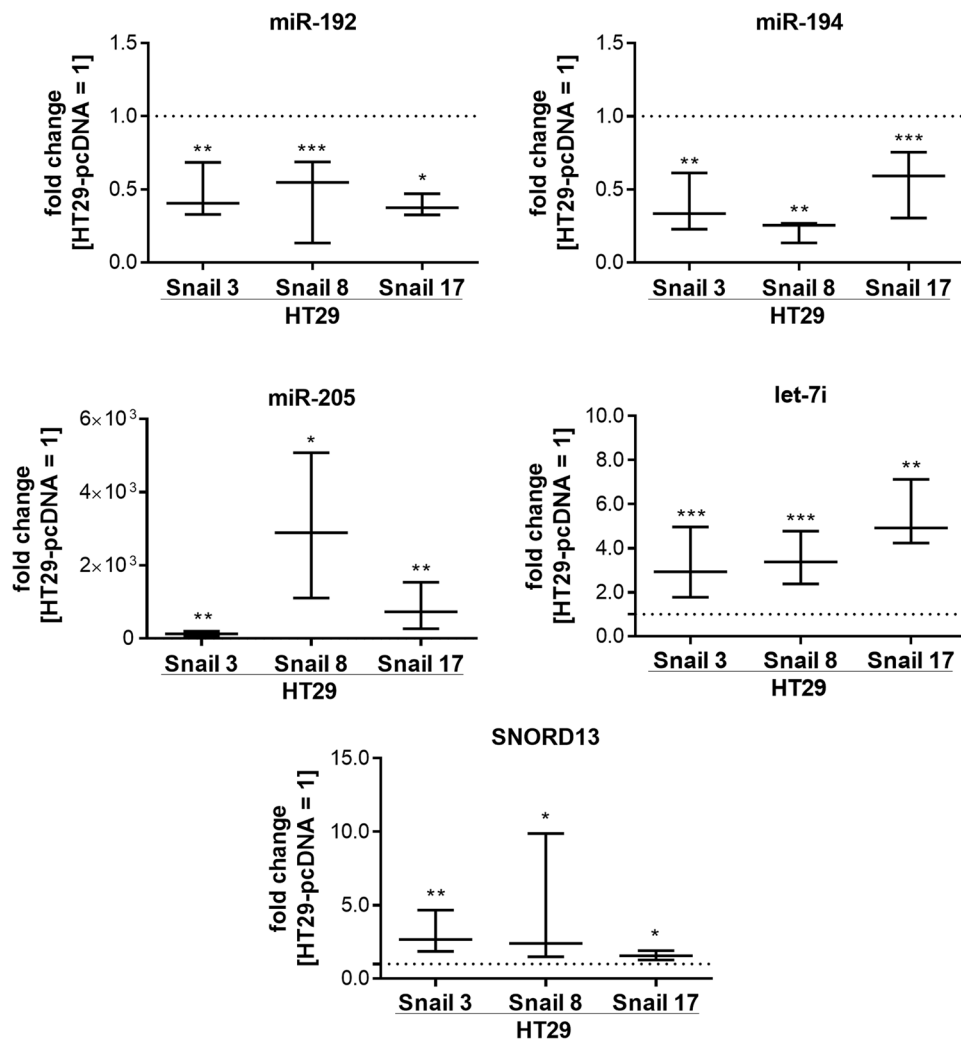 miR-192
fold change
[HT29-pcDNA = 1]
1.5
1.0
0.5
0.0
** *** *
Snail 3 Snail 8 Snail 17
HT29
miR-194
fold change
[HT29-pcDNA = 1]
1.5
1.0
0.5
0.0
** ** ***
Snail 3 Snail 8 Snail 17
HT29
miR-205
fold change
[HT29-pcDNA = 1]
6×10³
4×10³
2×10³
0
** * **
Snail 3 Snail 8 Snail 17
HT29
let-7i
fold change
[HT29-pcDNA = 1]
10.0
8.0
6.0
4.0
2.0
0.0
*** *** **
Snail 3 Snail 8 Snail 17
HT29
SNORD13
fold change
[HT29-pcDNA = 1]
15.0
10.0
5.0
0.0
** * *
Snail 3 Snail 8 Snail 17
HT29